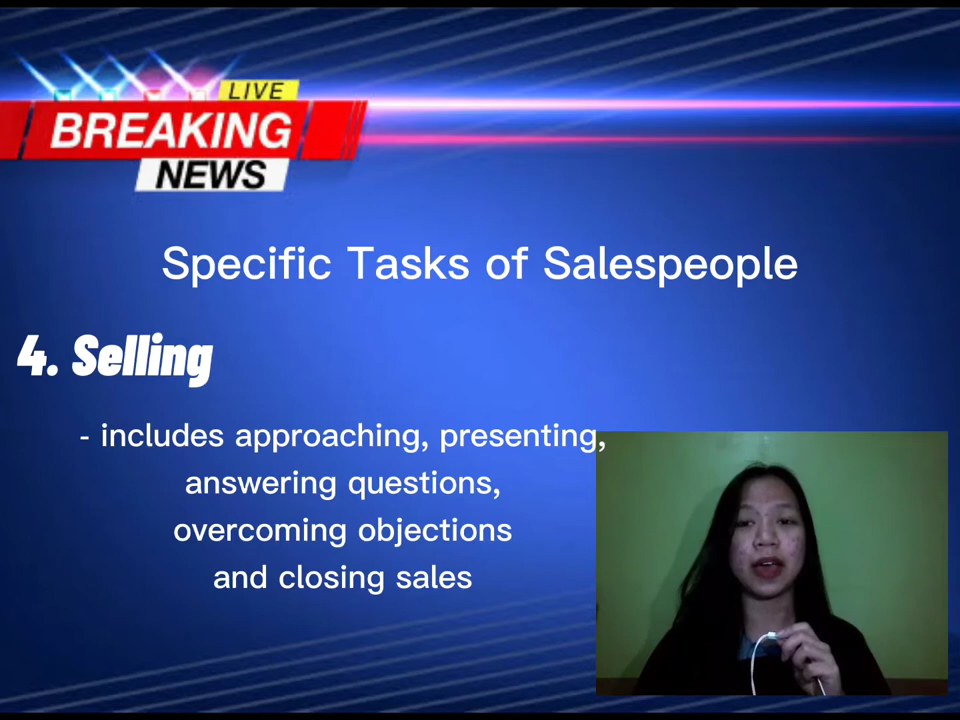 LIVE
BREAKING
NEWS
Specific Tasks of Salespeople
4. Selling
- includes approaching, presenting,
answering questions,
overcoming objections
and closing sales